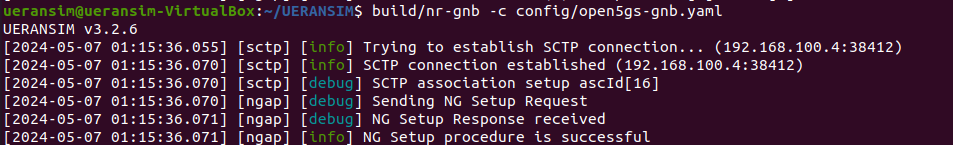 ueransim@ueransim-VirtualBox:~/UERANSIM$ build/nr-gnb -c config/open5gs-gnb.yaml
UERANSIM v3.2.6
[2024-05-07 01:15:36.055] [sctp] [info] Trying to establish SCTP connection... (192.168.100.4:38412)
[2024-05-07 01:15:36.070] [sctp] [info] SCTP connection established (192.168.100.4:38412)
[2024-05-07 01:15:36.070] [sctp] [debug] SCTP association setup ascId[16]
[2024-05-07 01:15:36.070] [ngap] [debug] Sending NG Setup Request
[2024-05-07 01:15:36.071] [ngap] [debug] NG Setup Response received
[2024-05-07 01:15:36.071] [ngap] [info] NG Setup procedure is successful